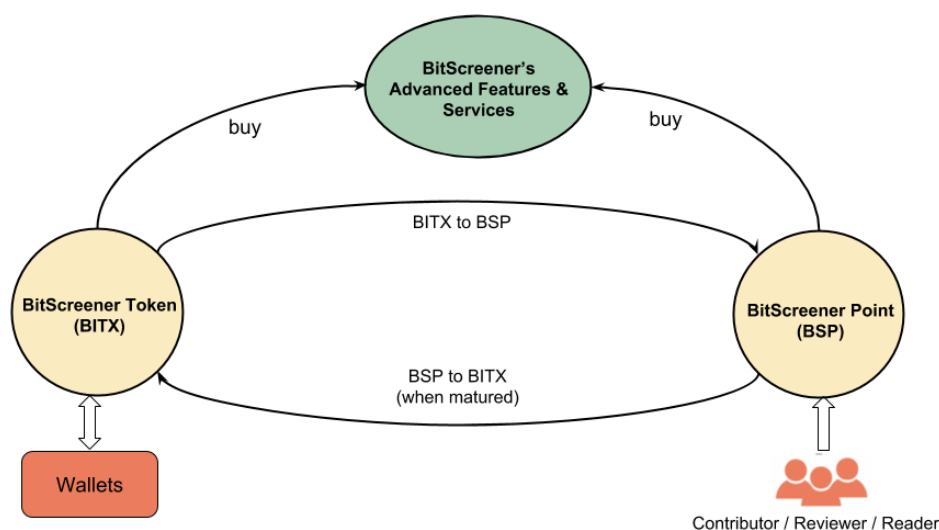 BitScreener's
Advanced Features &
Services
buy
buy
BITX to BSP
BitScreener Token
(BITX)
BitScreener Point
(BSP)
BSP to BITX
(when matured)
Wallets
Contributor / Reviewer / Reader